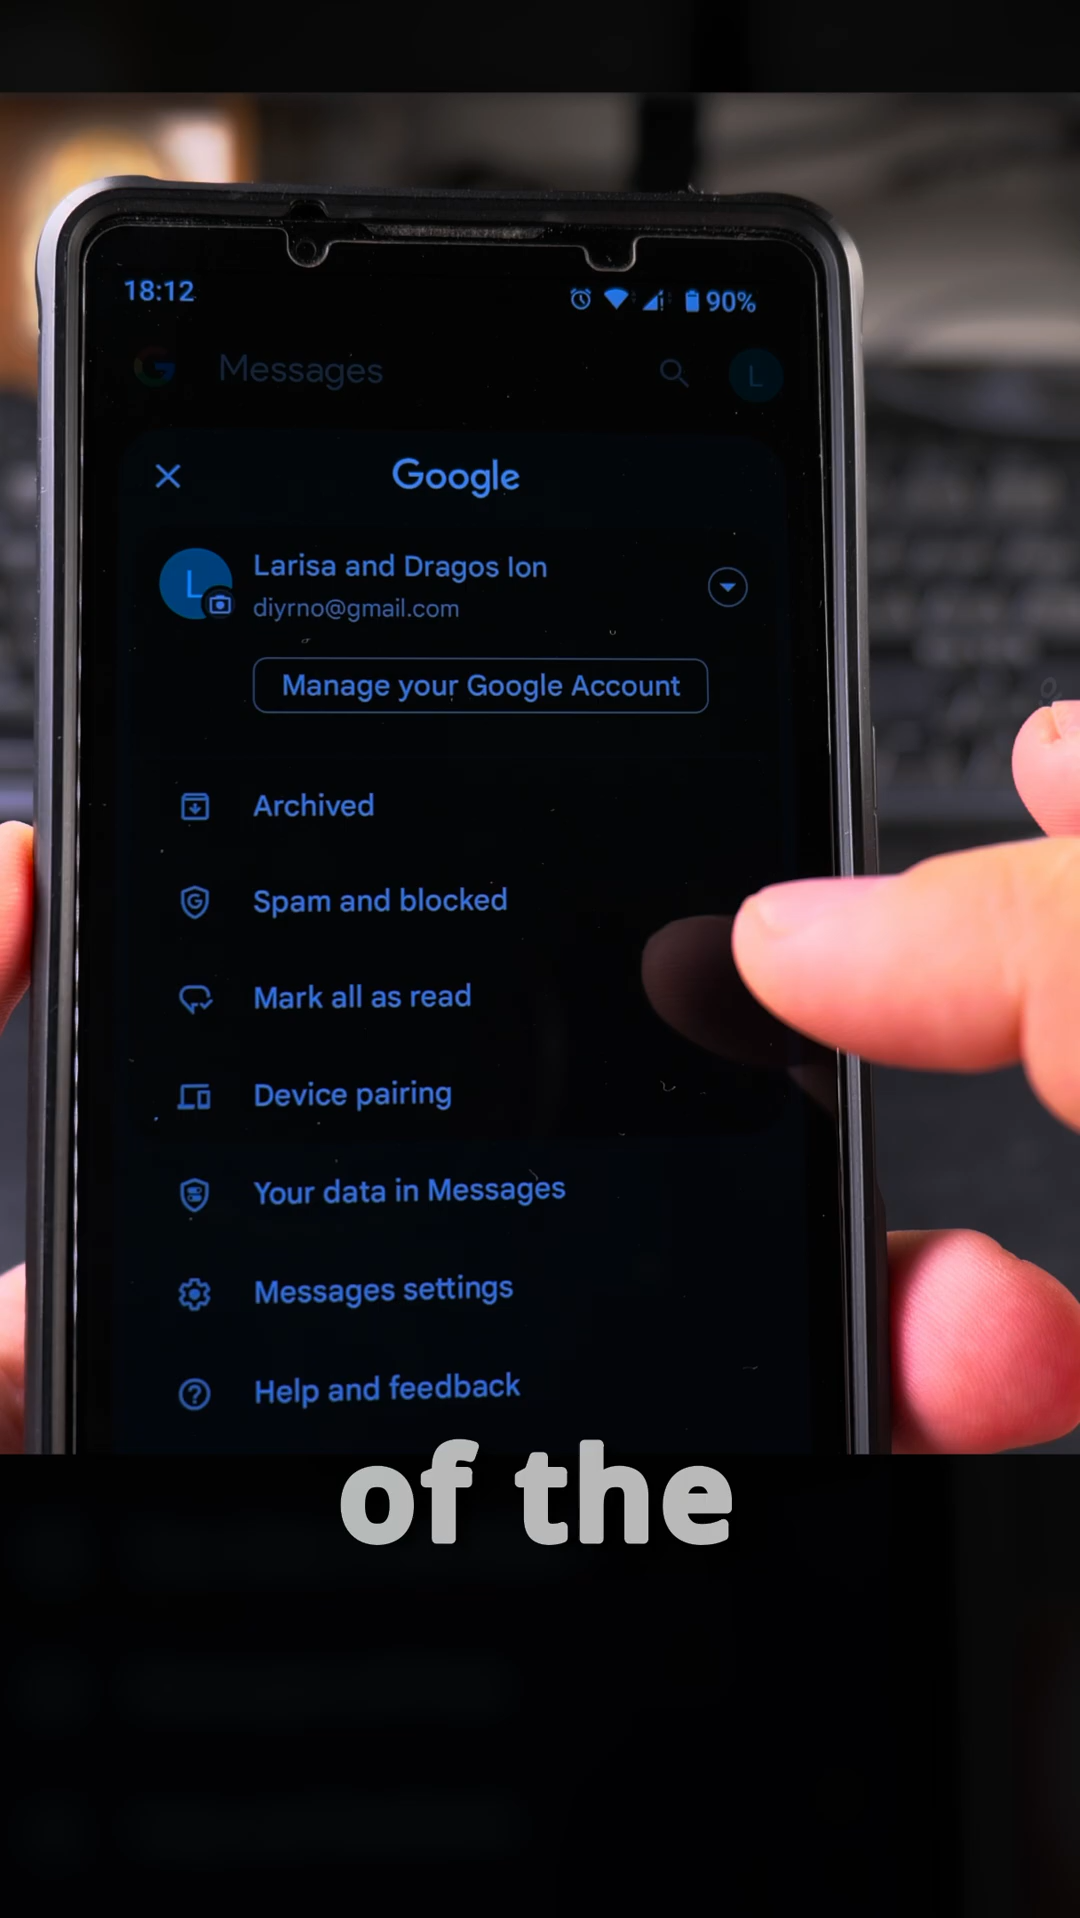 18:12
90%
Messages
L
Google
L
Larisa and Dragos Ion
diyrno@gmail.com
Manage your Google Account
Archived
Spam and blocked
Mark all as read
Device pairing
Your data in Messages
Messages settings
Help and feedback
of the